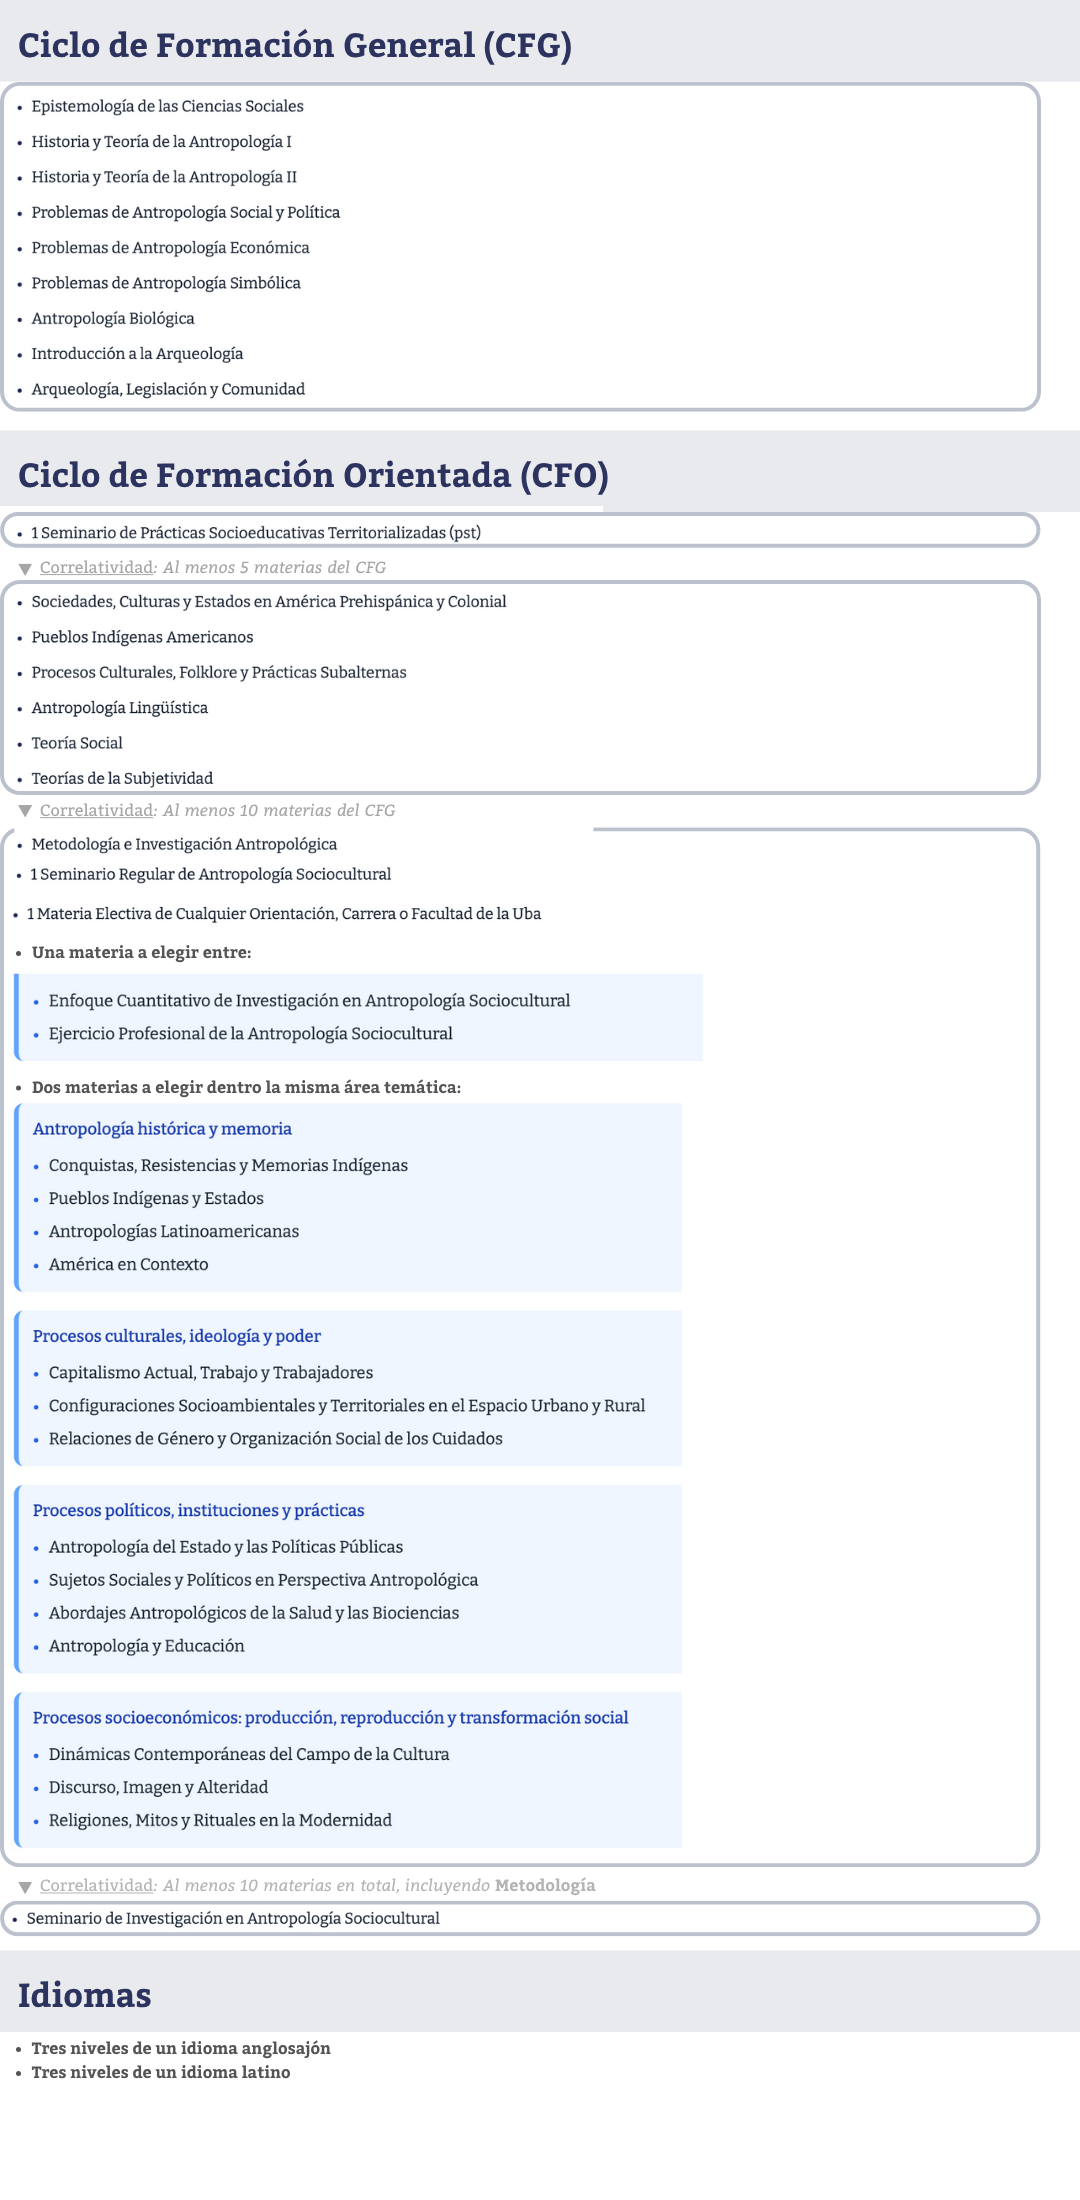 Ciclo de Formación General (CFG)
• Epistemología de las Ciencias Sociales
• Historia y Teoría de la Antropología I
• Historia y Teoría de la Antropología II
• Problemas de Antropología Social y Política
• Problemas de Antropología Económica
• Problemas de Antropología Simbólica
• Antropología Biológica
• Introducción a la Arqueología
• Arqueología, Legislación y Comunidad
Ciclo de Formación Orientada (CFO)
• 1 Seminario de Prácticas Socioeducativas Territorializadas (pst)
▼ Correlatividad: Al menos 5 materias del CFG
• Sociedades, Culturas y Estados en América Prehispánica y Colonial
• Pueblos Indígenas Americanos
• Procesos Culturales, Folklore y Prácticas Subalternas
• Antropología Lingüística
• Teoría Social
• Teorías de la Subjetividad
▼ Correlatividad: Al menos 10 materias del CFG
• Metodología e Investigación Antropológica
• 1 Seminario Regular de Antropología Sociocultural
• 1 Materia Electiva de Cualquier Orientación, Carrera o Facultad de la Uba
• Una materia a elegir entre:
• Enfoque Cuantitativo de Investigación en Antropología Sociocultural
• Ejercicio Profesional de la Antropología Sociocultural
• Dos materias a elegir dentro la misma área temática:
Antropología histórica y memoria
• Conquistas, Resistencias y Memorias Indígenas
• Pueblos Indígenas y Estados
• Antropologías Latinoamericanas
• América en Contexto
Procesos culturales, ideología y poder
• Capitalismo Actual, Trabajo y Trabajadores
• Configuraciones Socioambientales y Territoriales en el Espacio Urbano y Rural
• Relaciones de Género y Organización Social de los Cuidados
Procesos políticos, instituciones y prácticas
• Antropología del Estado y las Políticas Públicas
• Sujetos Sociales y Políticos en Perspectiva Antropológica
• Abordajes Antropológicos de la Salud y las Biociencias
• Antropología y Educación
Procesos socioeconómicos: producción, reproducción y transformación social
• Dinámicas Contemporáneas del Campo de la Cultura
• Discurso, Imagen y Alteridad
• Religiones, Mitos y Rituales en la Modernidad
▼ Correlatividad: Al menos 10 materias en total, incluyendo Metodología
• Seminario de Investigación en Antropología Sociocultural
Idiomas
• Tres niveles de un idioma anglosajón
• Tres niveles de un idioma latino